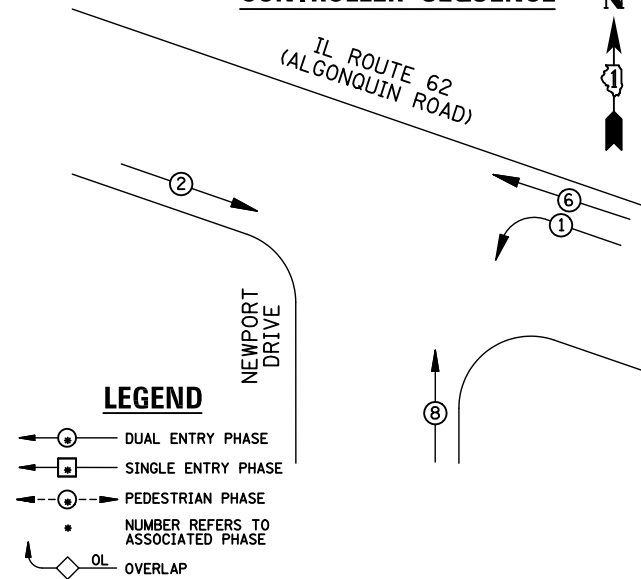 CONTROLLER SEQUENCE
N
1
IL ROUTE 62
(ALGONQUIN ROAD)
2
6
1
NEWPORT
DRIVE
8
LEGEND
* DUAL ENTRY PHASE
* SINGLE ENTRY PHASE
* PEDESTRIAN PHASE
* NUMBER REFERS TO
ASSOCIATED PHASE
OL OVERLAP